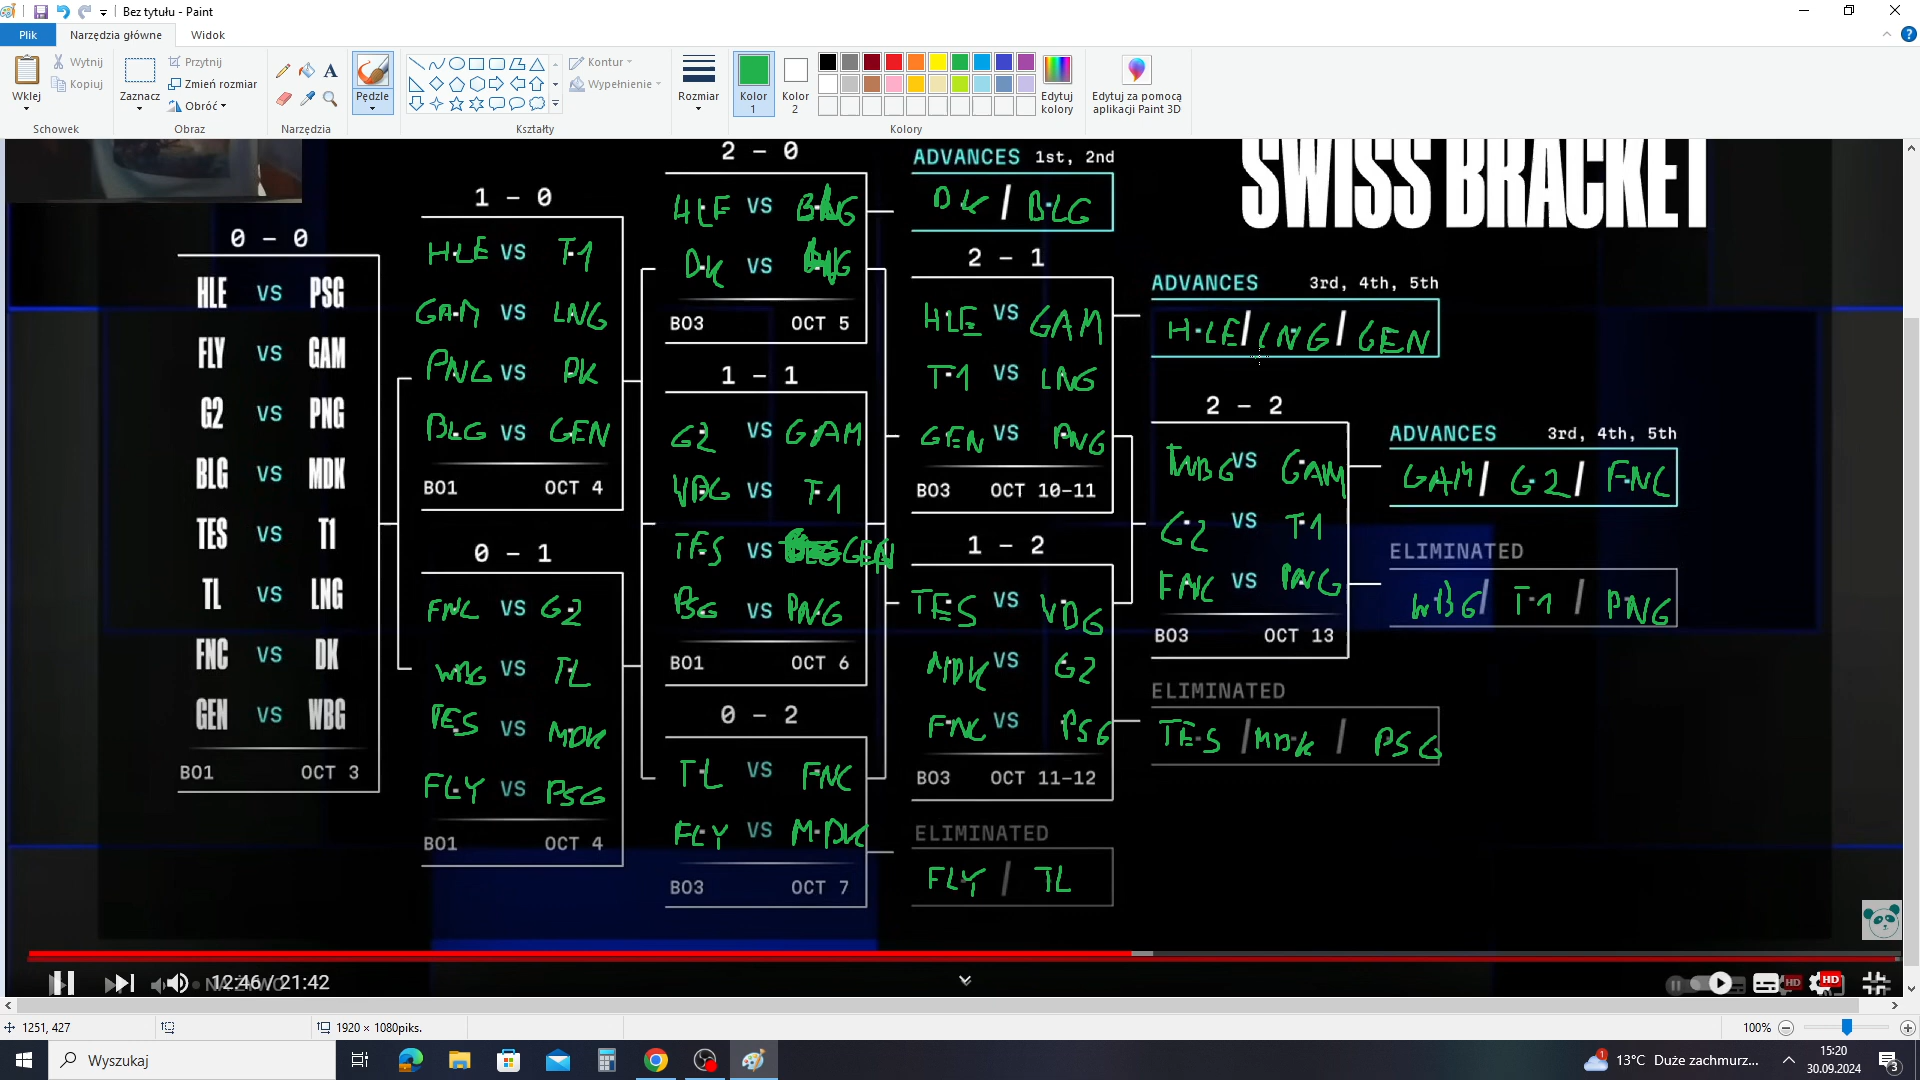 Bez tytułu - Paint
Plik Narzędzia główne Widok
Wklej
Wytnij
Kopiuj
Schowek
Zaznacz
Przytnij
Zmień rozmiar
Obróć
Obraz
Narzędzia
Pędzle
Kontur
Wypełnienie
Kształty
Rozmiar
Kolor 1
Kolor 2
Edytuj kolory
Kolory
Edytuj za pomocą aplikacji Paint 3D
SWISS BRACKET
0 - 0
HLE VS PSG
FLY VS GAM
G2 VS PNG
BLG VS MDK
TES VS T1
TL VS LNG
FNC VS DK
GEN VS WBG
BO1 OCT 3
1 - 0
HLE VS T1
GAM VS LNG
PNG VS DK
BLG VS GEN
BO1 OCT 4
0 - 1
FNC VS G2
WBG VS TL
TES VS MDK
FLY VS PSG
BO1 OCT 4
2 - 0
HLE VS
DK VS
BO3 OCT 5
1 - 1
G2 VS GAM
VBG VS T1
TES VS GEN
PSG VS PNG
BO1 OCT 6
0 - 2
TL VS FNC
FLY VS MDK
BO3 OCT 7
ADVANCES 1st, 2nd
DK / BLG
2 - 1
HLE VS GAM
T1 VS LNG
GEN VS PNG
BO3 OCT 10-11
1 - 2
TES VS VBG
MDK VS G2
FNC VS PSG
BO3 OCT 11-12
ELIMINATED
FLY / TL
ADVANCES 3rd, 4th, 5th
HLE / LNG / GEN
2 - 2
WBG VS GAM
G2 VS T1
FNC VS PNG
BO3 OCT 13
ELIMINATED
TES / MDK / PSG
ADVANCES 3rd, 4th, 5th
GAM / G2 / FNC
ELIMINATED
WBG / T1 / PNG
12:46 / 21:42
NA ŻYWO
HD
HD
1251, 427
1920 × 1080piks.
100%
Wyszukaj
1
13°C Duże zachmurz...
15:20
30.09.2024
3